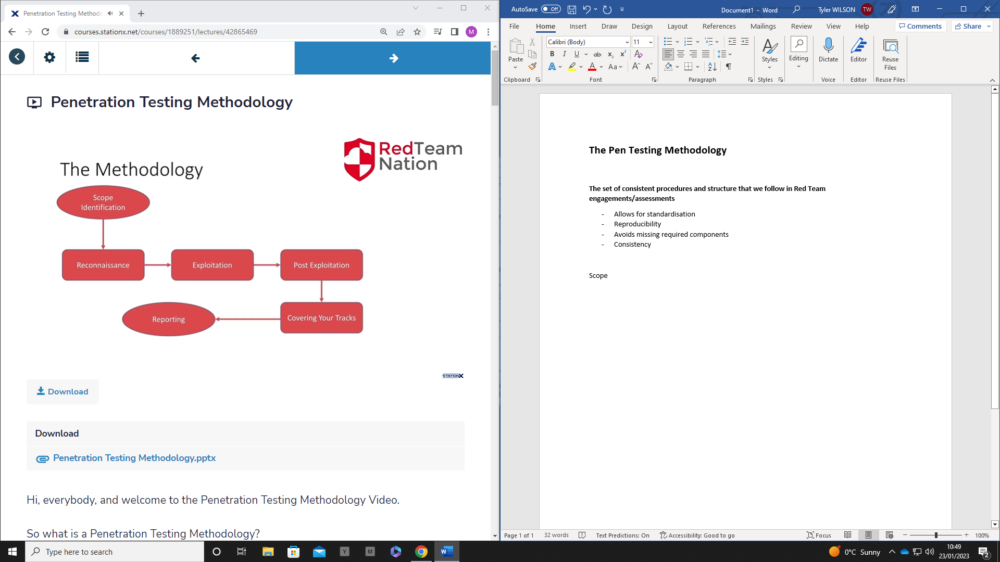 Penetration Testing Methodo
courses.stationx.net/courses/1889251/lectures/42865469
M
Penetration Testing Methodology
RedTeam
Nation
The Methodology
Scope
Identification
Reconnaissance
Exploitation
Post Exploitation
Reporting
Covering Your Tracks
STATIONX
Download
Download
Penetration Testing Methodology.pptx
Hi, everybody, and welcome to the Penetration Testing Methodology Video.
So what is a Penetration Testing Methodology?
AutoSave Off
Document1 - Word
Tyler WILSON TW
File Home Insert Draw Design Layout References Mailings Review View Help Comments Share
Calibri (Body) 11
Paste
B I U ab x2 x2 A
A A Aa A A
Styles Editing Dictate Editor Reuse
Files
Clipboard Font Paragraph Styles Voice Editor Reuse Files
The Pen Testing Methodology
The set of consistent procedures and structure that we follow in Red Team
engagements/assessments
- Allows for standardisation
- Reproducibility
- Avoids missing required components
- Consistency
Scope
Page 1 of 1 32 words Text Predictions: On Accessibility: Good to go Focus 100%
Type here to search
Y M W
0°C Sunny
10:49
23/01/2023
2